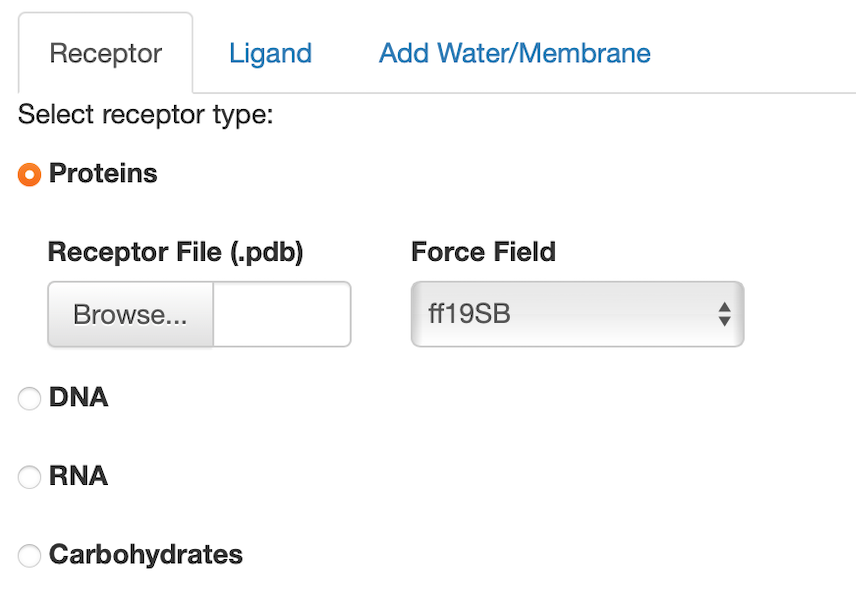 Receptor Ligand Add Water/Membrane
Select receptor type:
Proteins
Receptor File (.pdb) Force Field
Browse... ff19SB
DNA
RNA
Carbohydrates